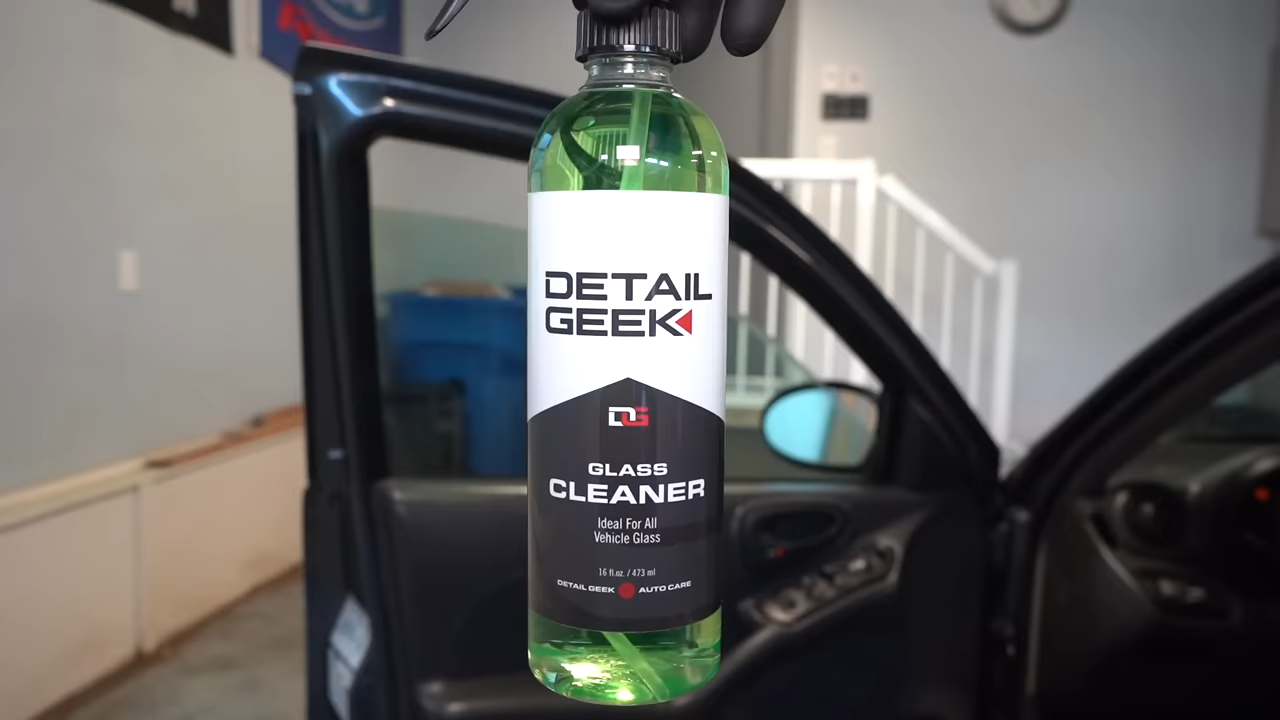 DETAIL
GEEK
DG
GLASS
CLEANER
Ideal For All
Vehicle Glass
16 fl.oz. / 473 ml
DETAIL GEEK AUTO CARE